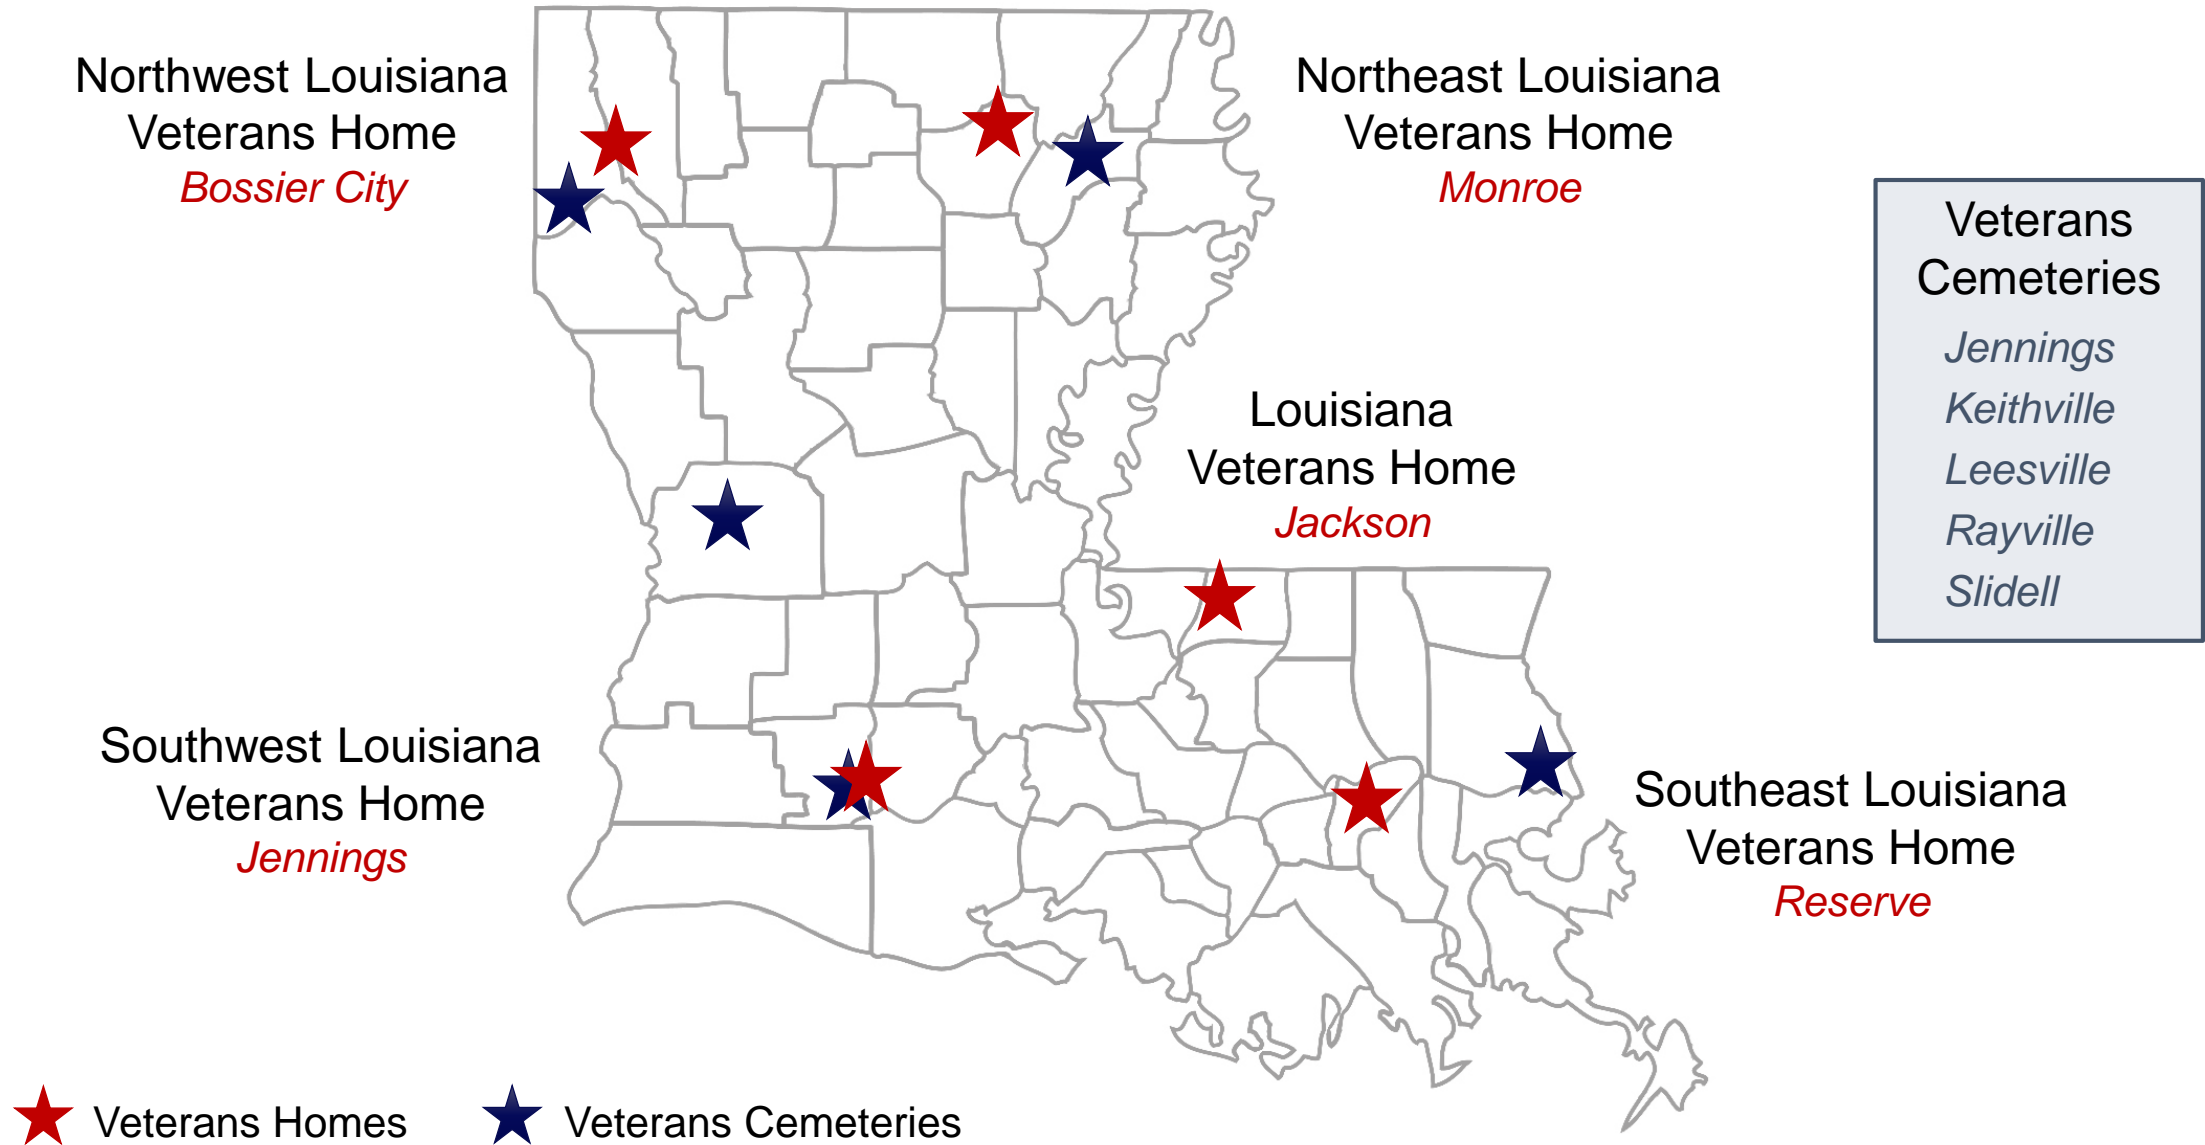 Northwest Louisiana
Veterans Home
Bossier City
Northeast Louisiana
Veterans Home
Monroe
Veterans
Cemeteries
Jennings
Keithville
Leesville
Rayville
Slidell
Louisiana
Veterans Home
Jackson
Southwest Louisiana
Veterans Home
Jennings
Southeast Louisiana
Veterans Home
Reserve
Veterans Homes
Veterans Cemeteries